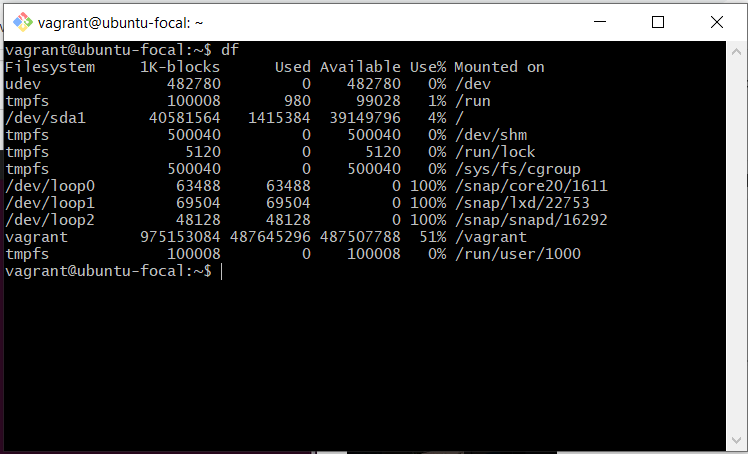 vagrant@ubuntu-focal: ~
vagrant@ubuntu-focal:~$ df
Filesystem     1K-blocks      Used Available Use% Mounted on
udev              482780         0    482780   0% /dev
tmpfs             100008       980     99028   1% /run
/dev/sda1       40581564   1415384  39149796   4% /
tmpfs             500040         0    500040   0% /dev/shm
tmpfs               5120         0      5120   0% /run/lock
tmpfs             500040         0    500040   0% /sys/fs/cgroup
/dev/loop0         63488     63488         0 100% /snap/core20/1611
/dev/loop1         69504     69504         0 100% /snap/lxd/22753
/dev/loop2         48128     48128         0 100% /snap/snapd/16292
vagrant        975153084 487645296 487507788  51% /vagrant
tmpfs             100008         0    100008   0% /run/user/1000
vagrant@ubuntu-focal:~$